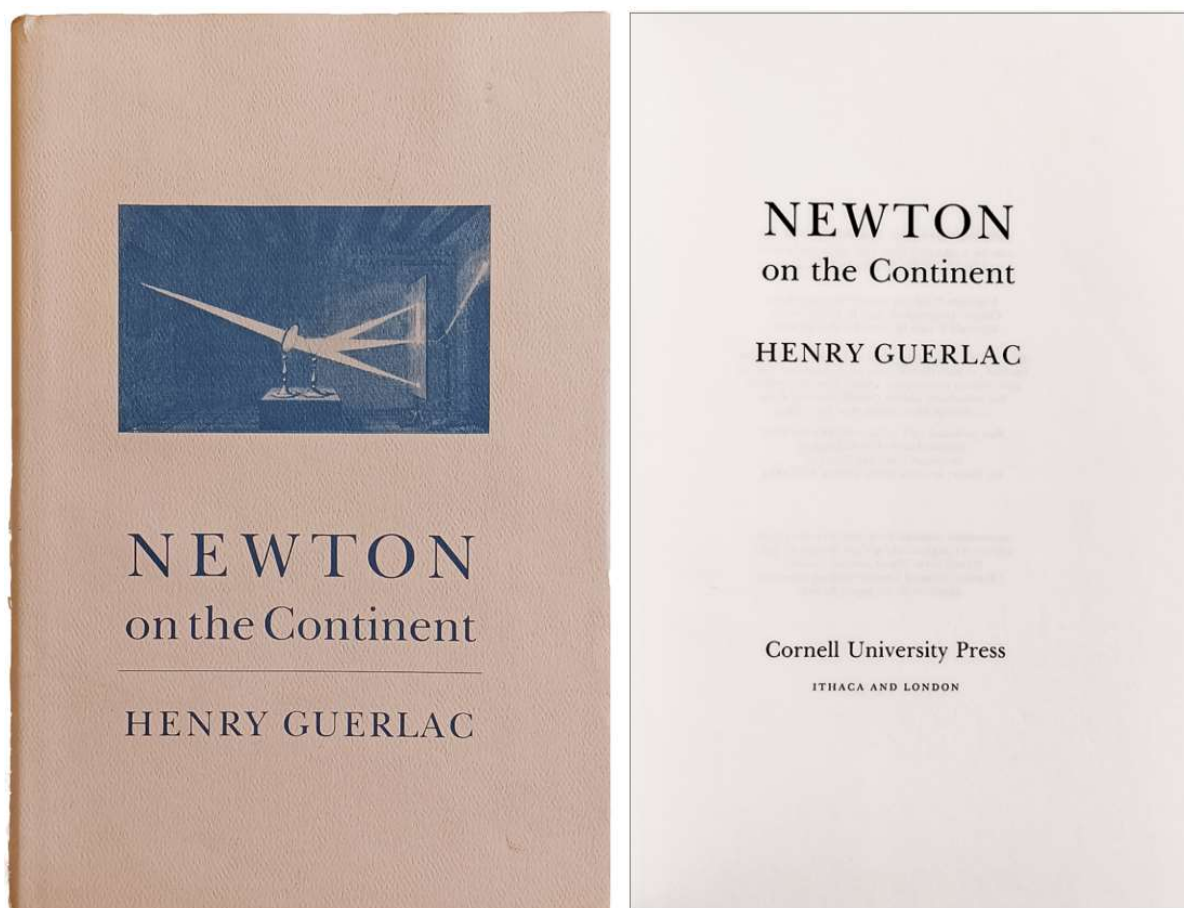 NEWTON
on the Continent
HENRY GUERLAC
NEWTON
on the Continent
HENRY GUERLAC
Cornell University Press
ITHACA AND LONDON